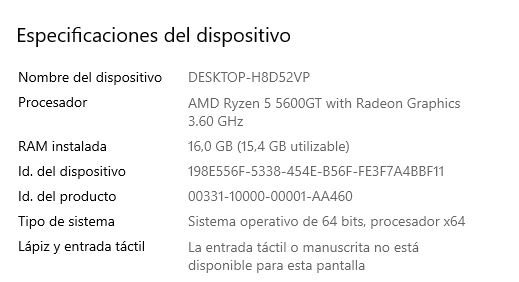 Especificaciones del dispositivo
Nombre del dispositivo DESKTOP-H8D52VP
Procesador AMD Ryzen 5 5600GT with Radeon Graphics
3.60 GHz
RAM instalada 16,0 GB (15,4 GB utilizable)
Id. del dispositivo 198E556F-5338-454E-B56F-FE3F7A4BBF11
Id. del producto 00331-10000-00001-AA460
Tipo de sistema Sistema operativo de 64 bits, procesador x64
Lápiz y entrada táctil La entrada táctil o manuscrita no está
disponible para esta pantalla